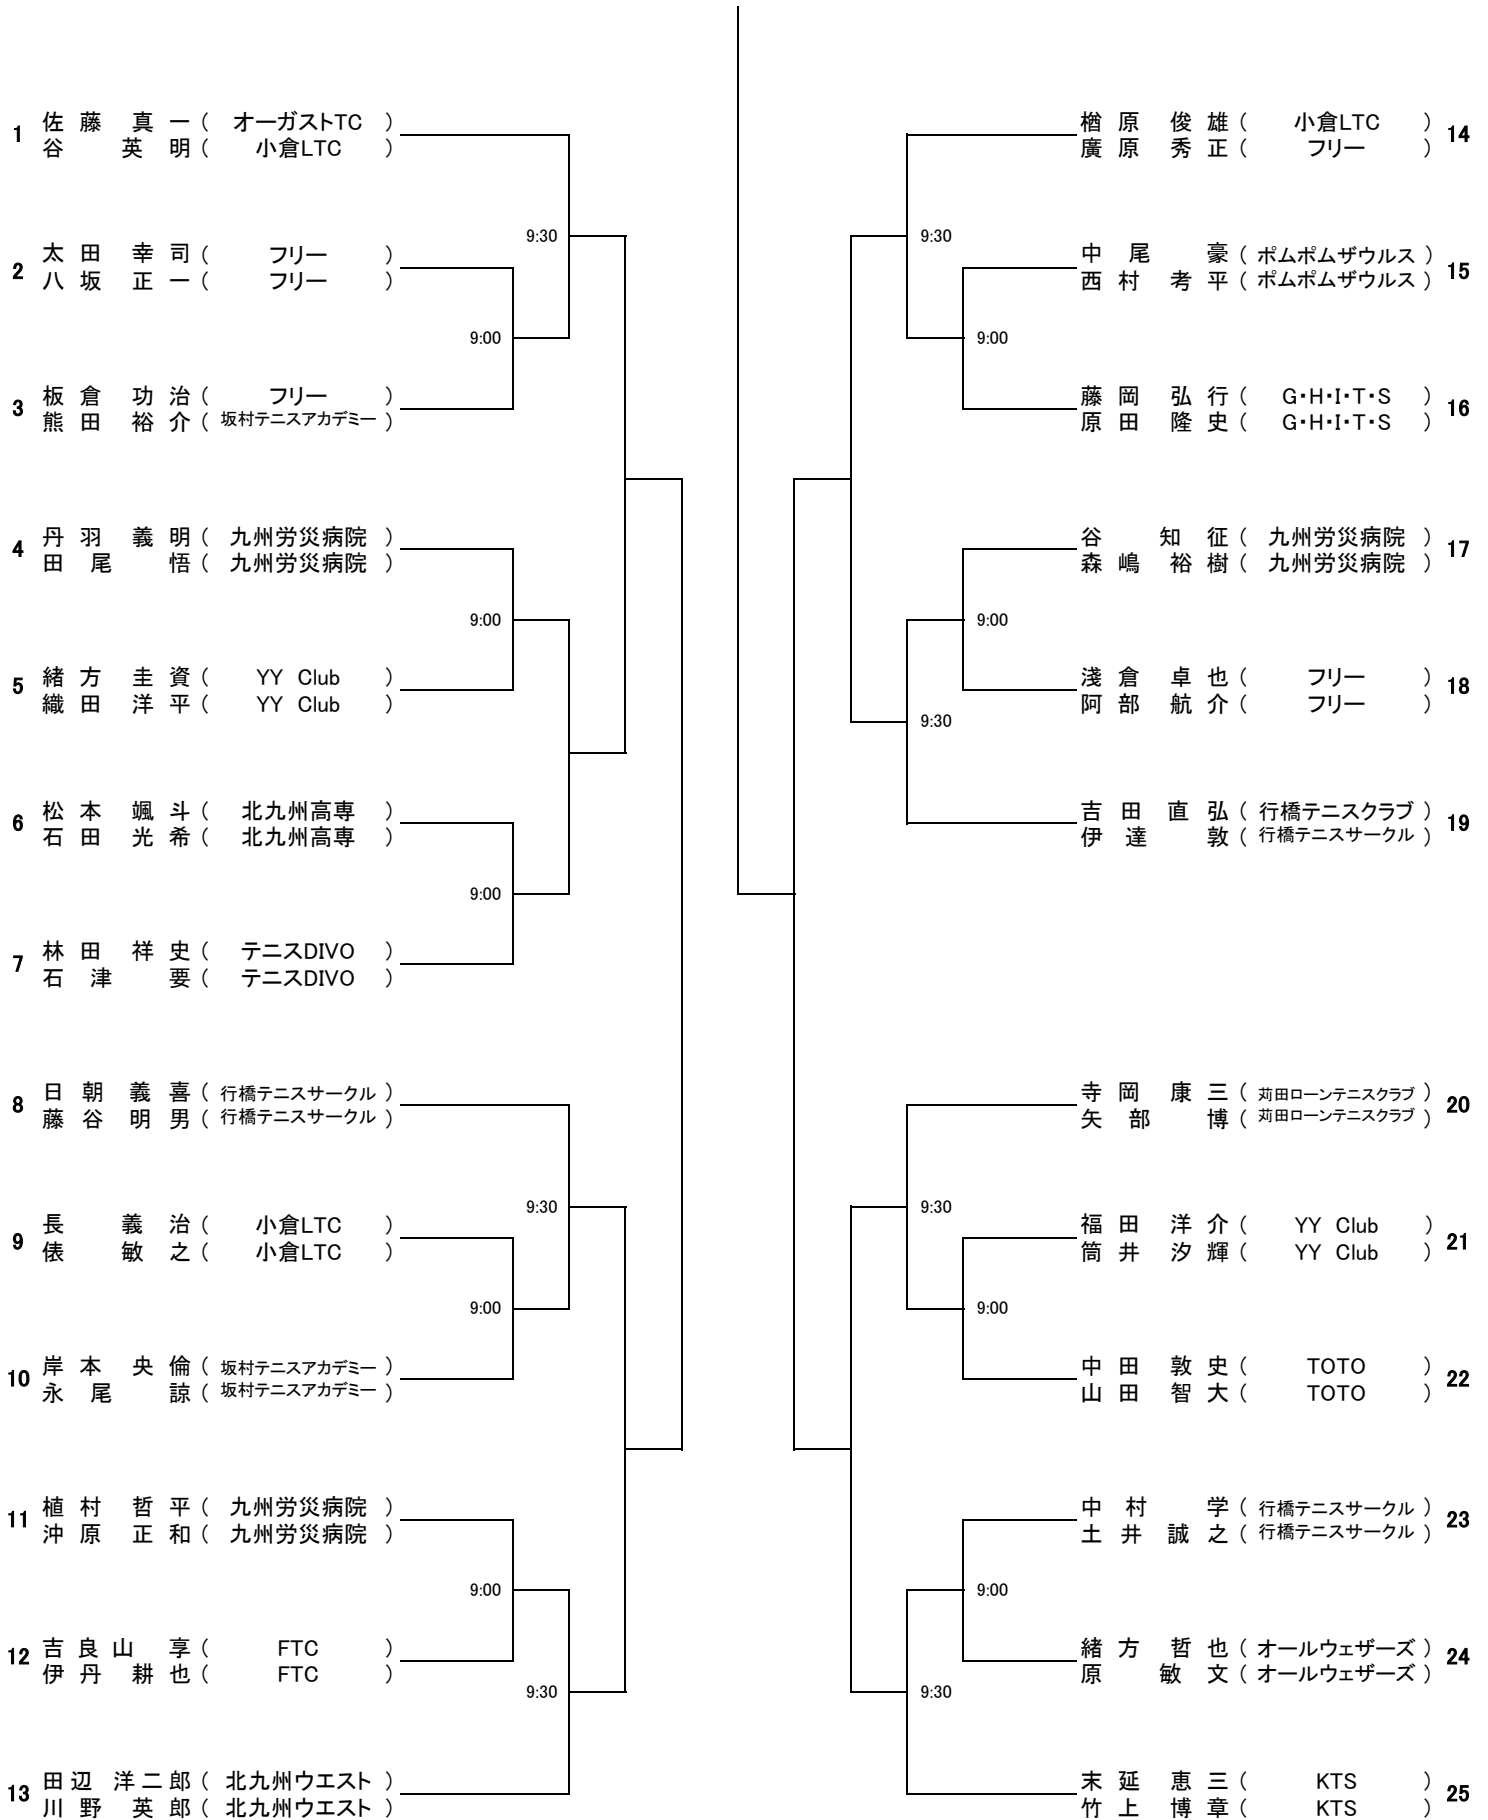 1 佐藤 真一 ( オーガストTC )
谷 英明 ( 小倉LTC )
9:30
2 太田 幸司 ( フリー )
八坂 正一 ( フリー )
9:00
3 板倉 功治 ( フリー )
熊田 裕介 ( 坂村テニスアカデミー )
4 丹羽 義明 ( 九州労災病院 )
田尾 悟 ( 九州労災病院 )
9:00
5 緒方 圭資 ( YY Club )
織田 洋平 ( YY Club )
6 松本 颯斗 ( 北九州高専 )
石田 光希 ( 北九州高専 )
9:00
7 林田 祥史 ( テニスDIVO )
石津 要 ( テニスDIVO )
8 日朝 義喜 ( 行橋テニスサークル )
藤谷 明男 ( 行橋テニスサークル )
9:30
9 長 義治 ( 小倉LTC )
俵 敏之 ( 小倉LTC )
9:00
10 岸本 央倫 ( 坂村テニスアカデミー )
永尾 諒 ( 坂村テニスアカデミー )
11 植村 哲平 ( 九州労災病院 )
沖原 正和 ( 九州労災病院 )
9:00
12 吉良山 享 ( FTC )
伊丹 耕也 ( FTC )
9:30
13 田辺 洋二郎 ( 北九州ウエスト )
川野 英郎 ( 北九州ウエスト )
楢原 俊雄 ( 小倉LTC ) 14
廣原 秀正 ( フリー )
9:30
中尾 豪 ( ポムポムザウルス ) 15
西村 考平 ( ポムポムザウルス )
9:00
藤岡 弘行 ( G・H・I・T・S ) 16
原田 隆史 ( G・H・I・T・S )
谷 知征 ( 九州労災病院 ) 17
森嶋 裕樹 ( 九州労災病院 )
9:00
淺倉 卓也 ( フリー ) 18
阿部 航介 ( フリー )
9:30
吉田 直弘 ( 行橋テニスクラブ ) 19
伊達 敦 ( 行橋テニスサークル )
寺岡 康三 ( 苅田ローンテニスクラブ ) 20
矢部 博 ( 苅田ローンテニスクラブ )
9:30
福田 洋介 ( YY Club ) 21
筒井 汐輝 ( YY Club )
9:00
中田 敦史 ( TOTO ) 22
山田 智大 ( TOTO )
中村 学 ( 行橋テニスサークル ) 23
土井 誠之 ( 行橋テニスサークル )
9:00
緒方 哲也 ( オールウェザーズ ) 24
原 敏文 ( オールウェザーズ )
9:30
末延 恵三 ( KTS ) 25
竹上 博章 ( KTS )